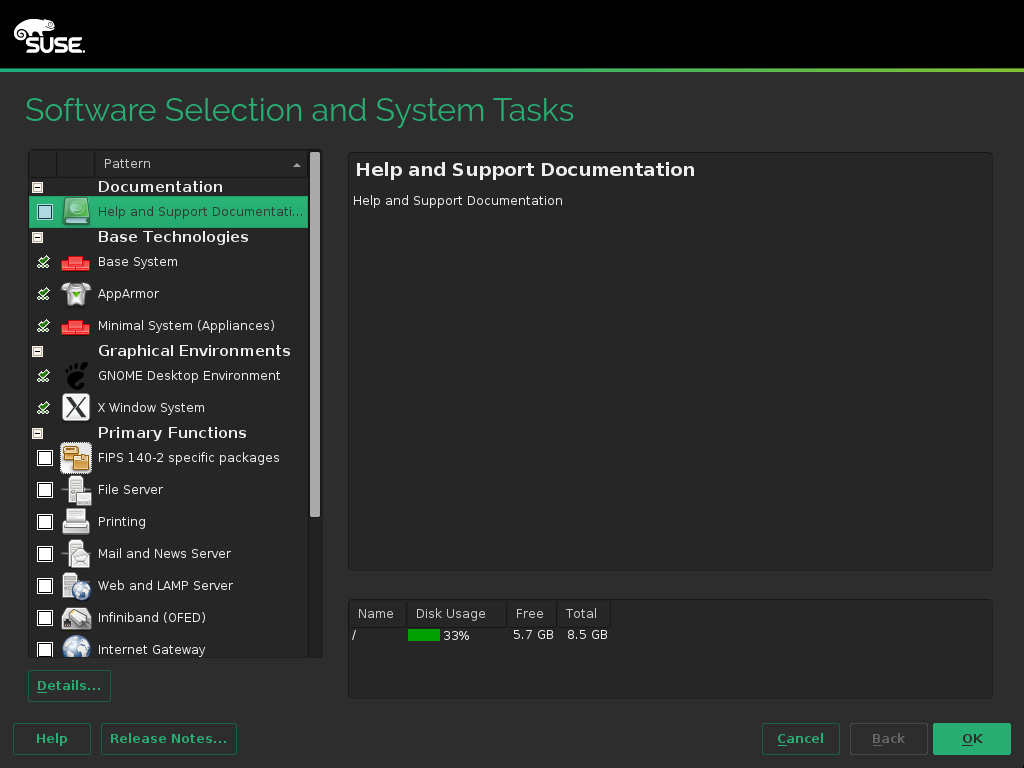 SUSE.
Software Selection and System Tasks
Pattern
Documentation
Help and Support Documentati...
Base Technologies
Base System
AppArmor
Minimal System (Appliances)
Graphical Environments
GNOME Desktop Environment
X Window System
Primary Functions
FIPS 140-2 specific packages
File Server
Printing
Mail and News Server
Web and LAMP Server
Infiniband (OFED)
Internet Gateway
Details...
Help and Support Documentation
Help and Support Documentation
Name Disk Usage Free Total
/ 33% 5.7 GB 8.5 GB
Help Release Notes... Cancel Back OK